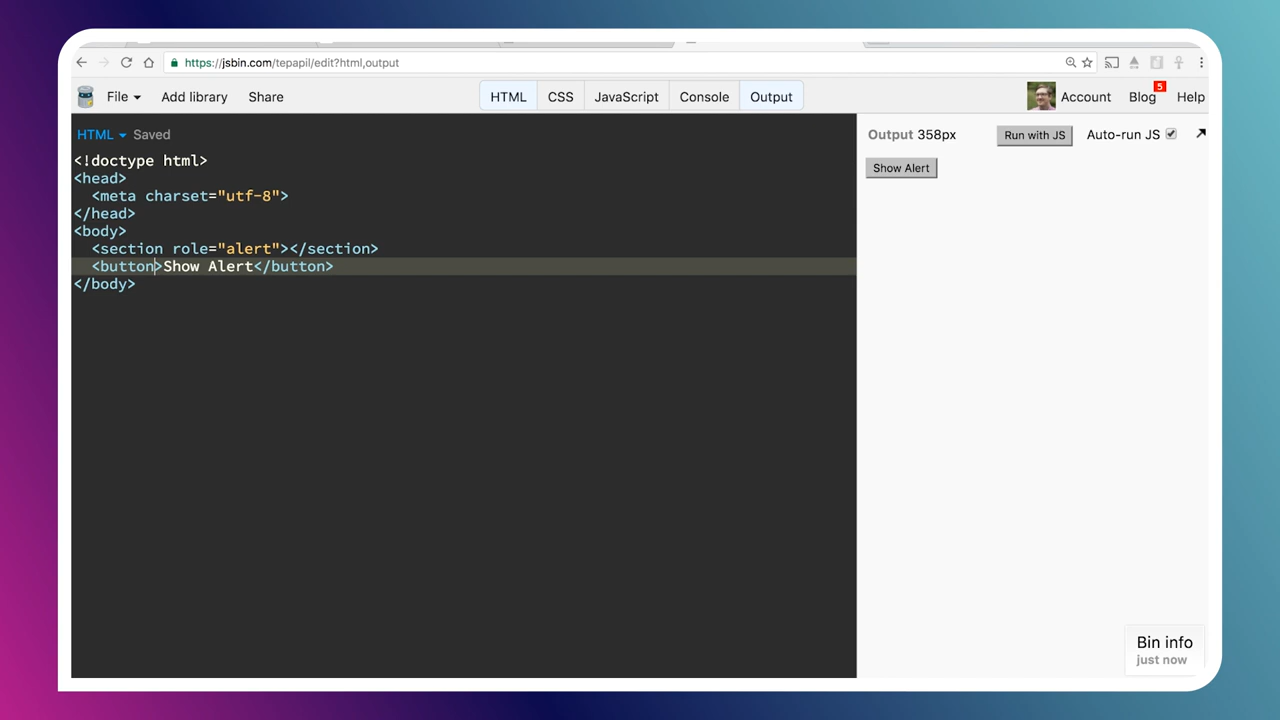 https://jsbin.com/tepapil/edit?html,output
File Add library Share HTML CSS JavaScript Console Output Account Blog 5 Help
HTML Saved
Output 358px Run with JS Auto-run JS
<!doctype html>
<head>
<meta charset="utf-8">
</head>
<body>
<section role="alert"></section>
<button>Show Alert</button>
</body>
Show Alert
Bin info
just now